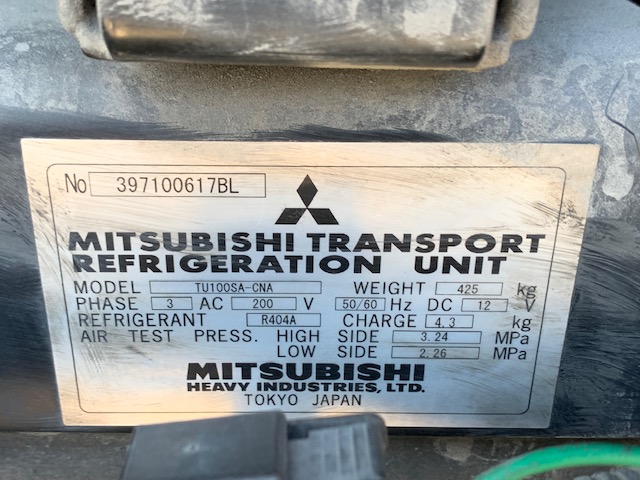 No 397100617BL
MITSUBISHI TRANSPORT
REFRIGERATION UNIT
MODEL TU100SA-CNA WEIGHT 425 kg
PHASE 3 AC 200 V 50/60 Hz DC 12 V
REFRIGERANT R404A CHARGE 4.3 kg
AIR TEST PRESS. HIGH SIDE 3.24 MPa
LOW SIDE 2.26 MPa
MITSUBISHI
HEAVY INDUSTRIES, LTD.
TOKYO JAPAN